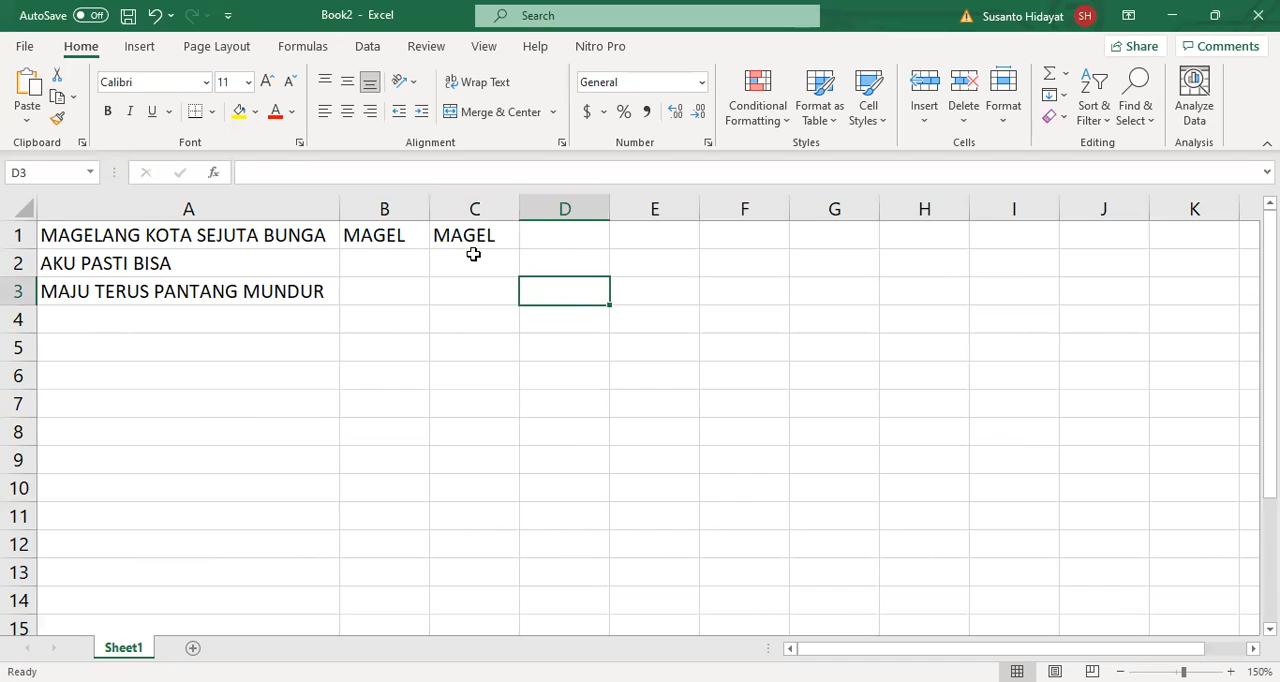 AutoSave Off Book2 - Excel Search Susanto Hidayat SH
File Home Insert Page Layout Formulas Data Review View Help Nitro Pro Share Comments
Paste Calibri 11 Wrap Text General Conditional Formatting Format as Table Cell Styles Insert Delete Format Sort & Filter Find & Select Analyze Data
B I U A Merge & Center $ % 9
Clipboard Font Alignment Number Styles Cells Editing Analysis
D3 fx
A B C D E F G H I J K
1 MAGELANG KOTA SEJUTA BUNGA MAGEL MAGEL
2 AKU PASTI BISA
3 MAJU TERUS PANTANG MUNDUR
4
5
6
7
8
9
10
11
12
13
14
15
Sheet1
Ready 150%